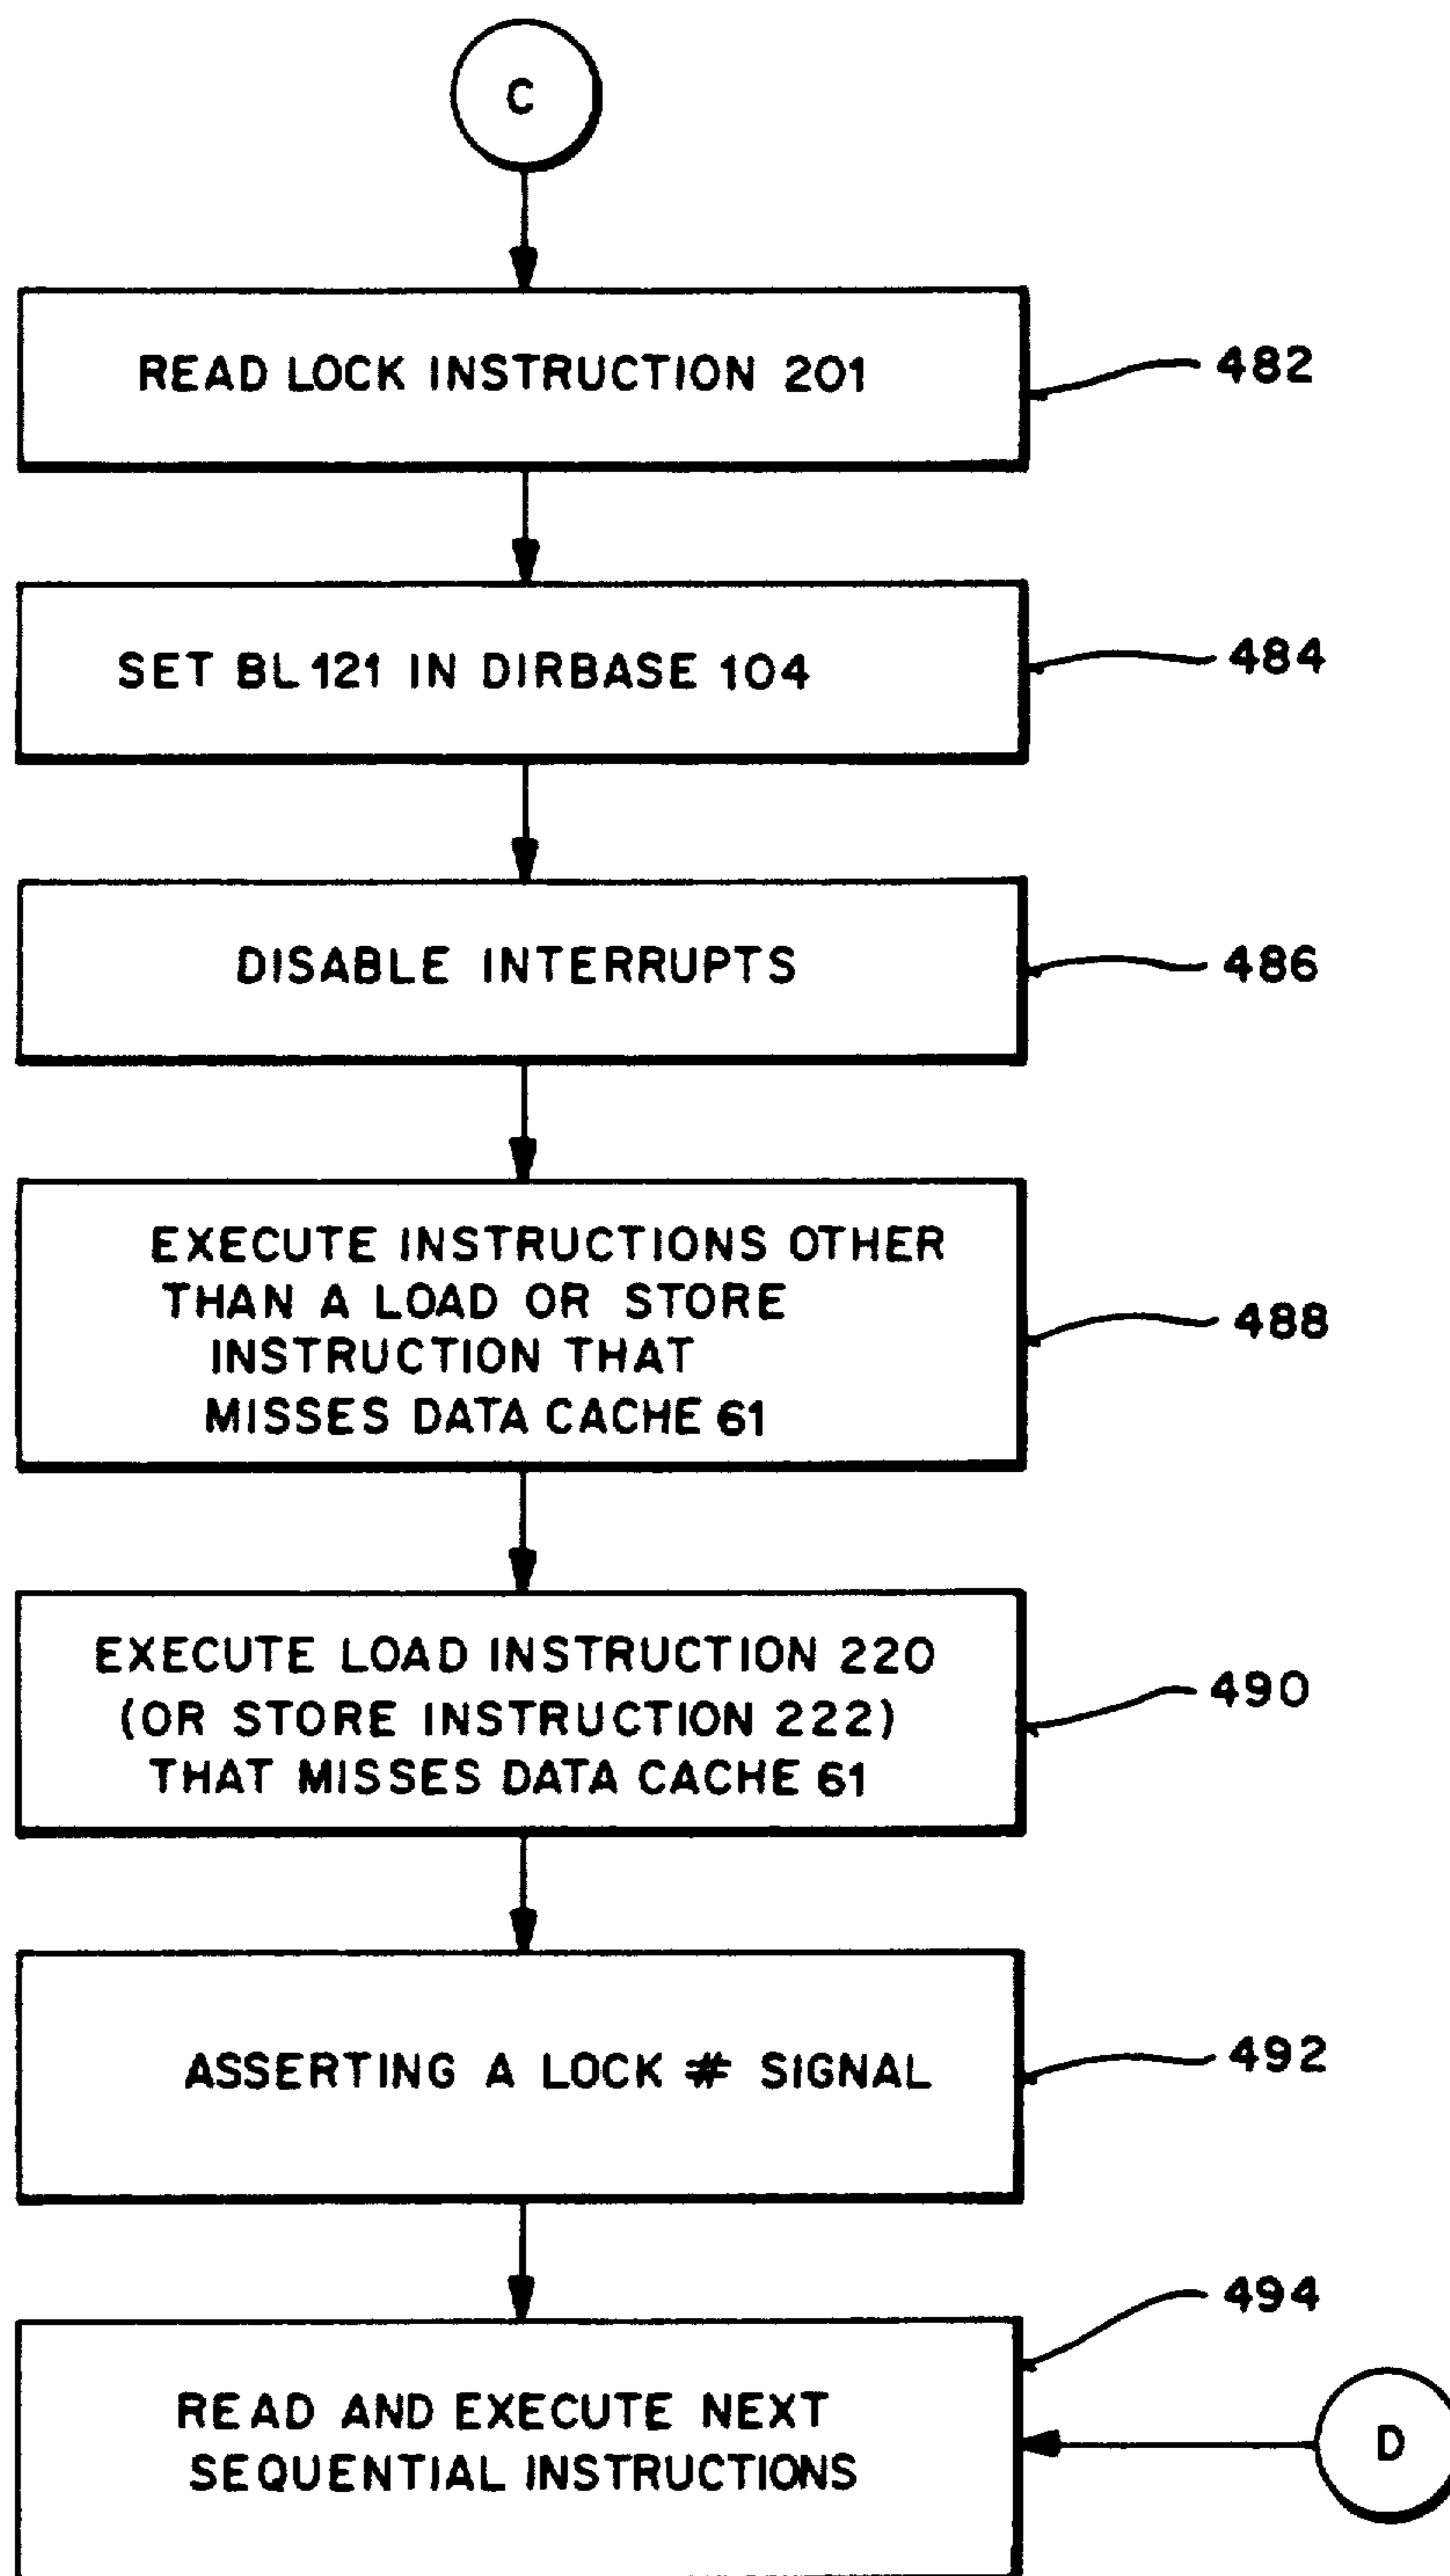 C
READ LOCK INSTRUCTION 201
482
SET BL 121 IN DIRBASE 104
484
DISABLE INTERRUPTS
486
EXECUTE INSTRUCTIONS OTHER
THAN A LOAD OR STORE
INSTRUCTION THAT
MISSES DATA CACHE 61
488
EXECUTE LOAD INSTRUCTION 220
(OR STORE INSTRUCTION 222)
THAT MISSES DATA CACHE 61
490
ASSERTING A LOCK # SIGNAL
492
494
READ AND EXECUTE NEXT
SEQUENTIAL INSTRUCTIONS
D